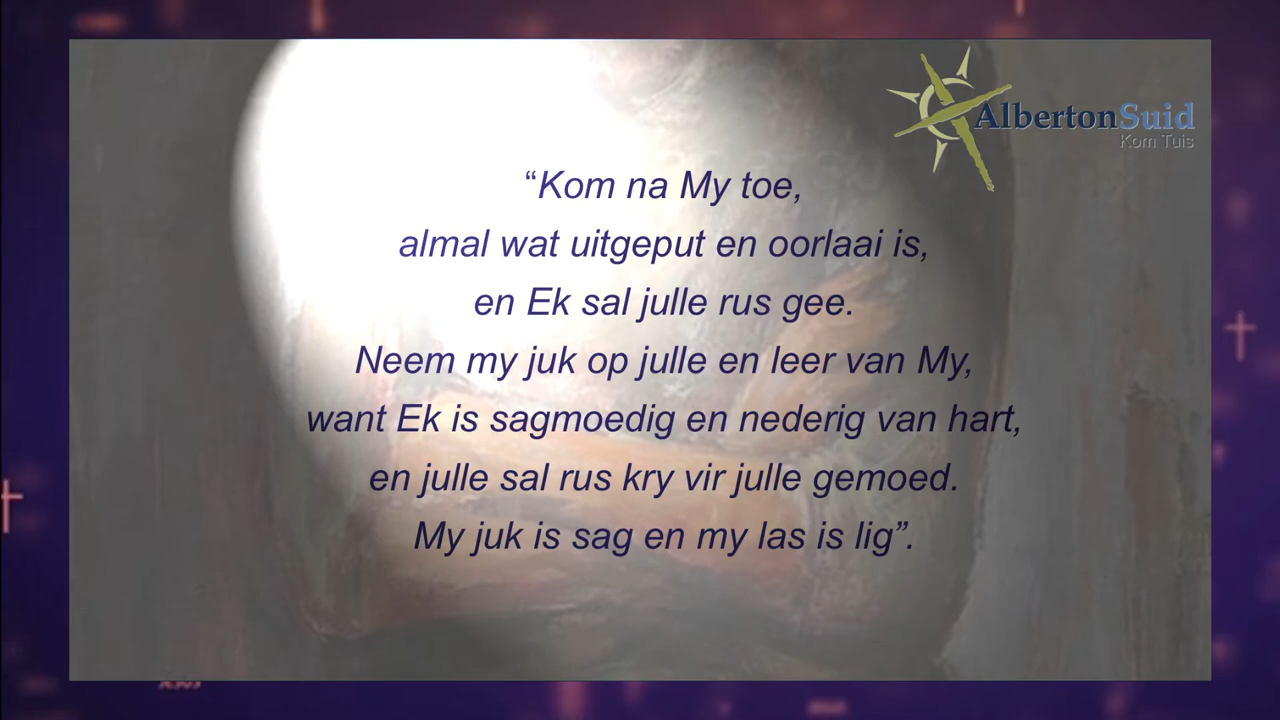 AlbertonSuid
Kom Tuis
“Kom na My toe,
almal wat uitgeput en oorlaai is,
en Ek sal julle rus gee.
Neem my juk op julle en leer van My,
want Ek is sagmoedig en nederig van hart,
en julle sal rus kry vir julle gemoed.
My juk is sag en my las is lig”.